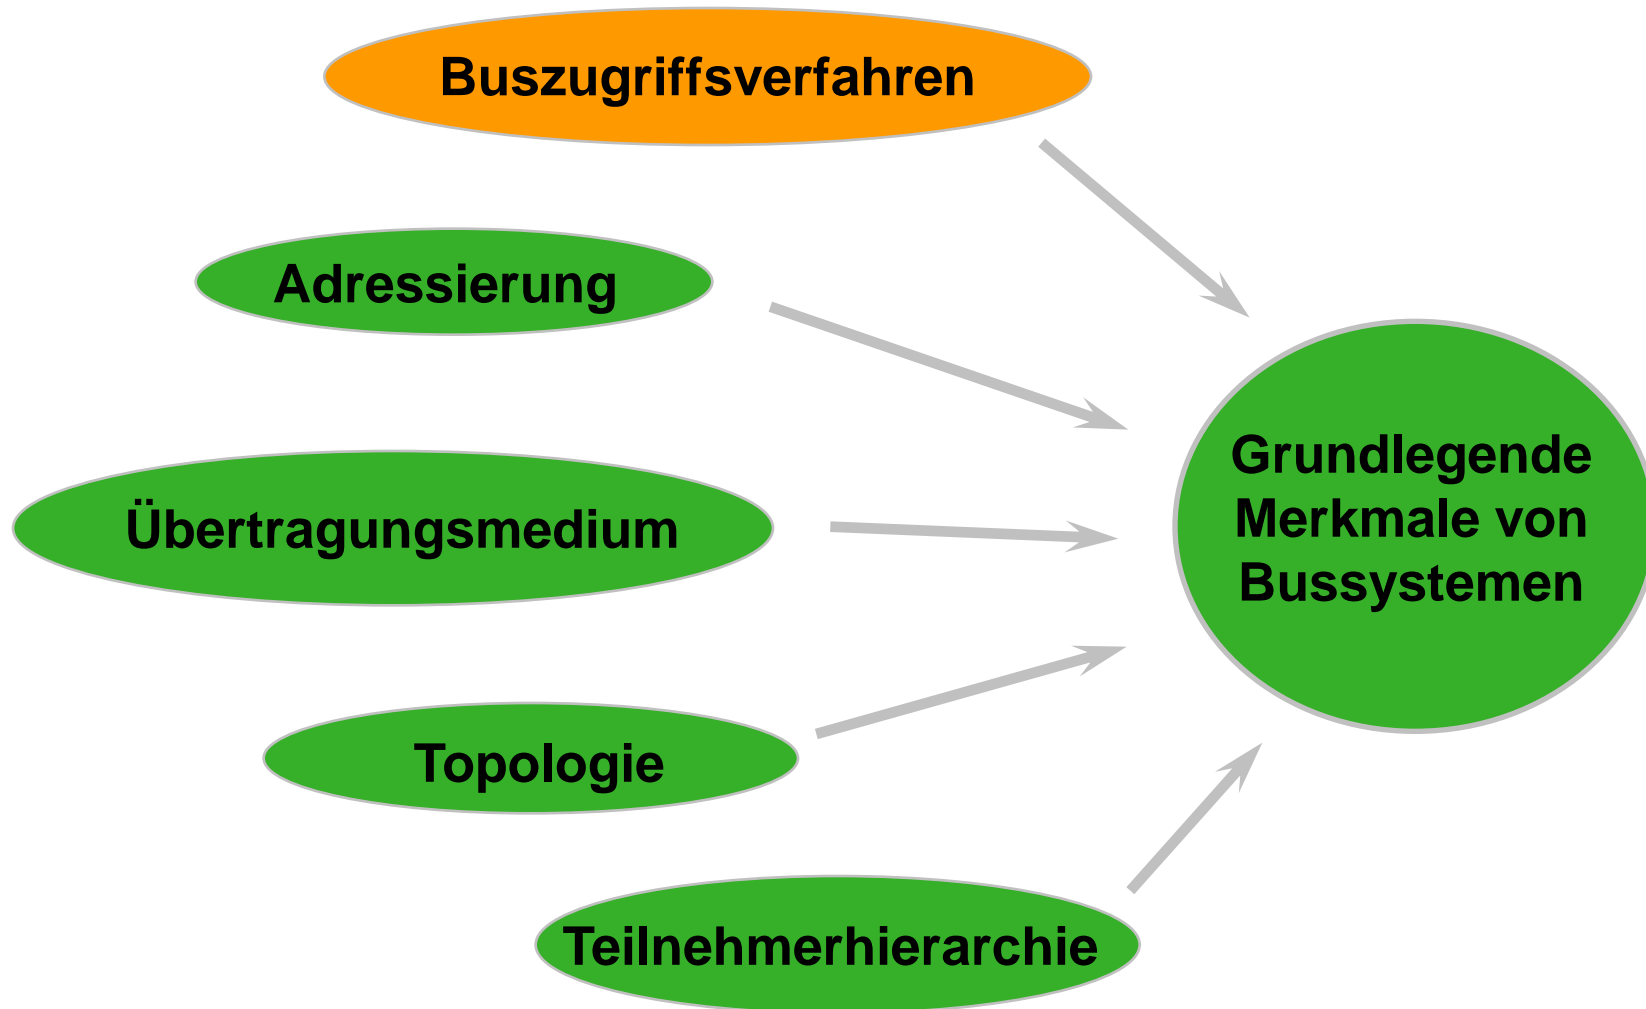 Buszugriffsverfahren
Adressierung
Übertragungsmedium
Topologie
Teilnehmerhierarchie
Grundlegende
Merkmale von
Bussystemen